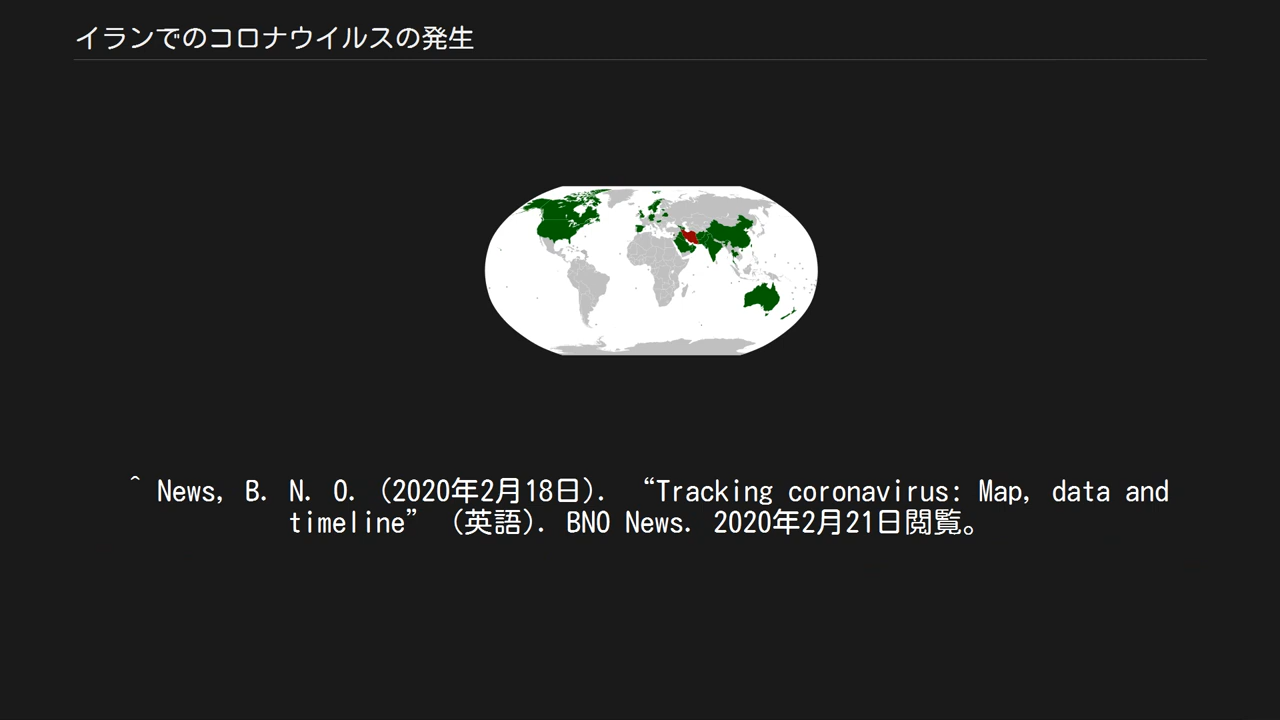 イランでのコロナウイルスの発生
^ News, B. N. O. (2020年2月18日). “Tracking coronavirus: Map, data and
timeline” (英語). BNO News. 2020年2月21日閲覧。